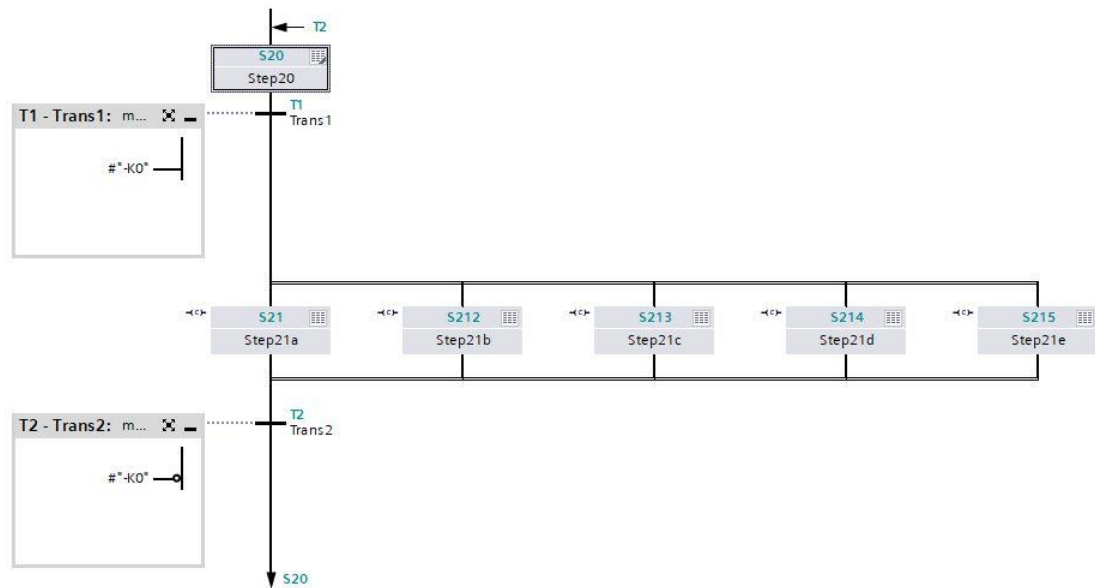 T2
S20
Step20
T1 - Trans1: m...
T1
Trans1
#"-K0"
S21
S212
S213
S214
S215
Step21a
Step21b
Step21c
Step21d
Step21e
T2 - Trans2: m...
T2
Trans2
#"-K0"
S20